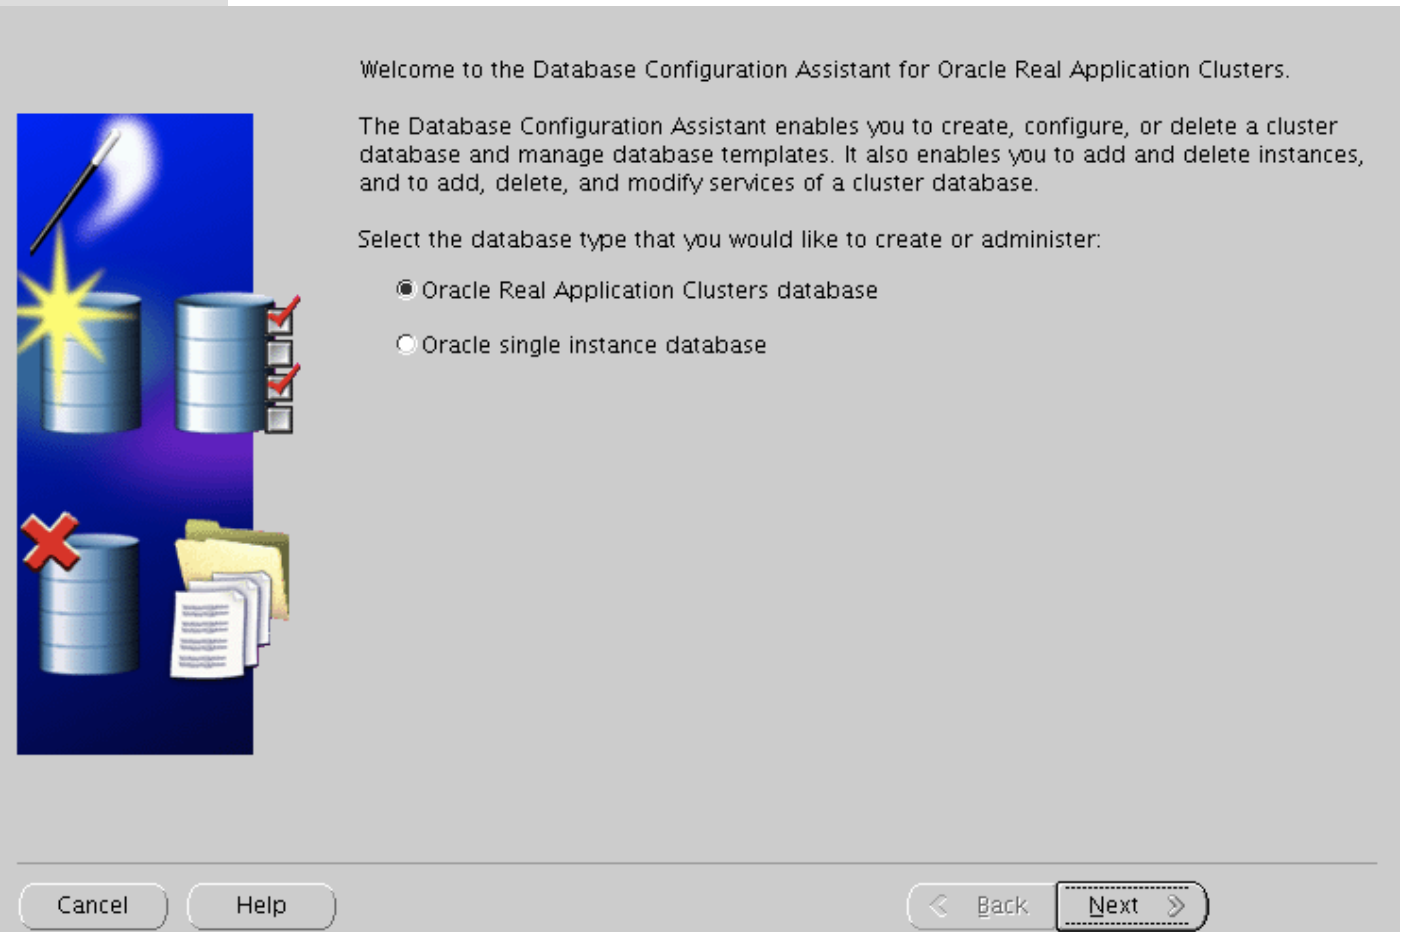 Welcome to the Database Configuration Assistant for Oracle Real Application Clusters.
The Database Configuration Assistant enables you to create, configure, or delete a cluster
database and manage database templates. It also enables you to add and delete instances,
and to add, delete, and modify services of a cluster database.
Select the database type that you would like to create or administer:
Oracle Real Application Clusters database
Oracle single instance database
Cancel
Help
Back
Next